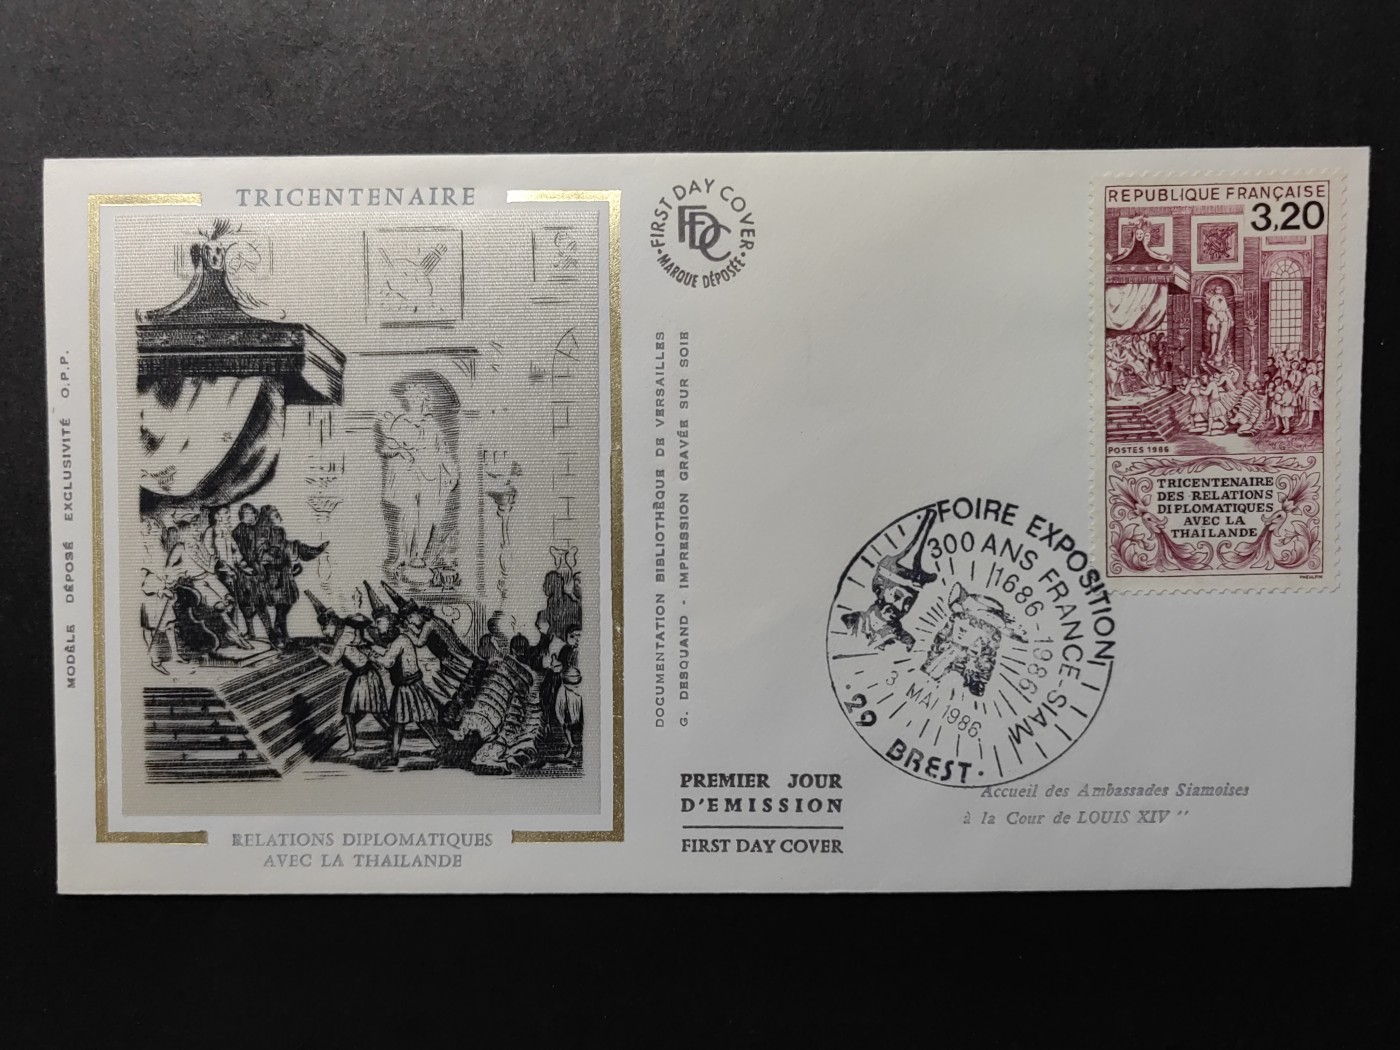 MODÈLE DÉPOSÉ EXCLUSIVITÉ O.P.P.
TRICENTENAIRE
RELATIONS DIPLOMATIQUES
AVEC LA THAILANDE
FIRST DAY COVER
FDC
MARQUE DÉPOSÉE
DOCUMENTATION BIBLIOTHÈQUE DE VERSAILLES
G. DESQUAND - IMPRESSION GRAVÉE SUR SOIE
PREMIER JOUR
D'EMISSION
FIRST DAY COVER
REPUBLIQUE FRANÇAISE
3,20
POSTES 1986
TRICENTENAIRE
DES RELATIONS
DIPLOMATIQUES
AVEC LA
THAILANDE
FOIRE EXPOSITION
300 ANS FRANCE-SIAM
1686-1986
3 MAI 1986
·29 BREST·
Accueil des Ambassades Siamoises
à la Cour de LOUIS XIV "